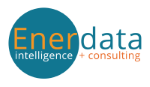 Enerdata
intelligence + consulting